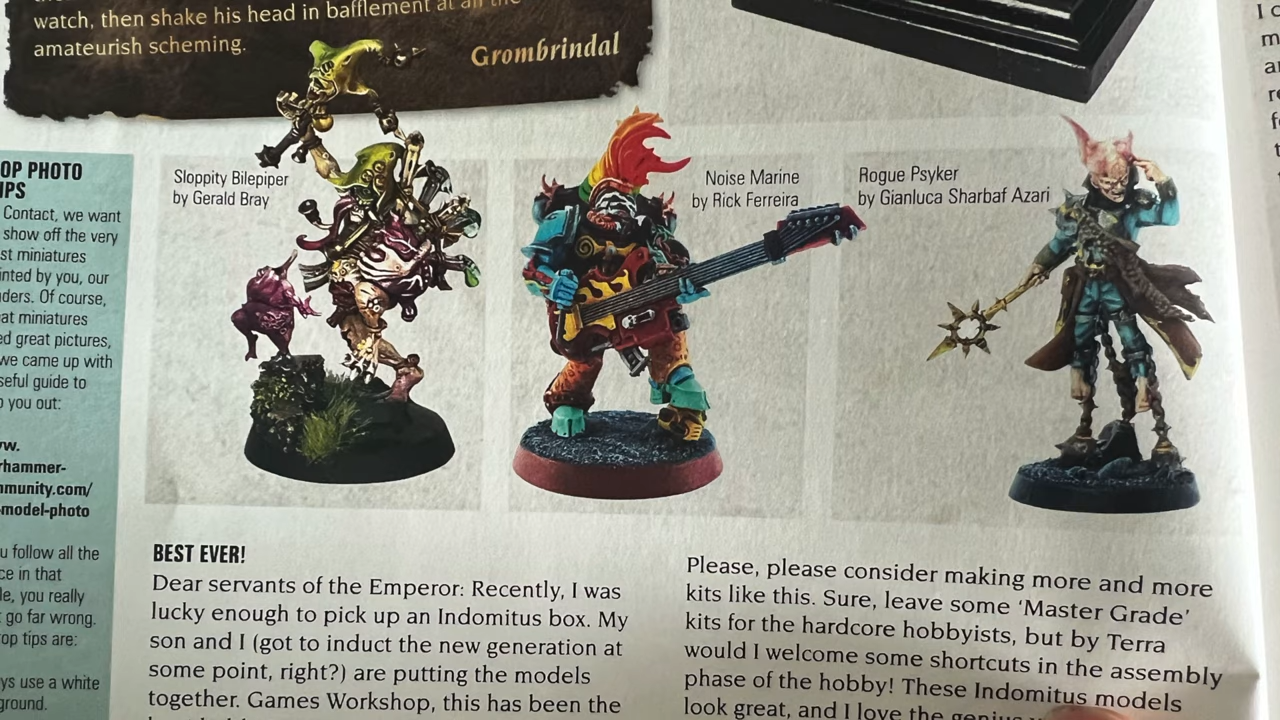 watch, then shake his head in bafflement at all the
amateurish scheming.
Grombrindal
OP PHOTO
IPS
Contact, we want
show off the very
st miniatures
inted by you, our
ders. Of course,
at miniatures
ed great pictures,
we came up with
seful guide to
p you out:
w.
rhammer-
mmunity.com/
-model-photo
u follow all the
ce in that
le, you really
t go far wrong.
op tips are:
ys use a white
ground.
Sloppity Bilepiper
by Gerald Bray
Noise Marine
by Rick Ferreira
Rogue Psyker
by Gianluca Sharbaf Azari
BEST EVER!
Dear servants of the Emperor: Recently, I was
lucky enough to pick up an Indomitus box. My
son and I (got to induct the new generation at
some point, right?) are putting the models
together. Games Workshop, this has been the
Please, please consider making more and more
kits like this. Sure, leave some ‘Master Grade’
kits for the hardcore hobbyists, but by Terra
would I welcome some shortcuts in the assembly
phase of the hobby! These Indomitus models
look great, and I love the genius